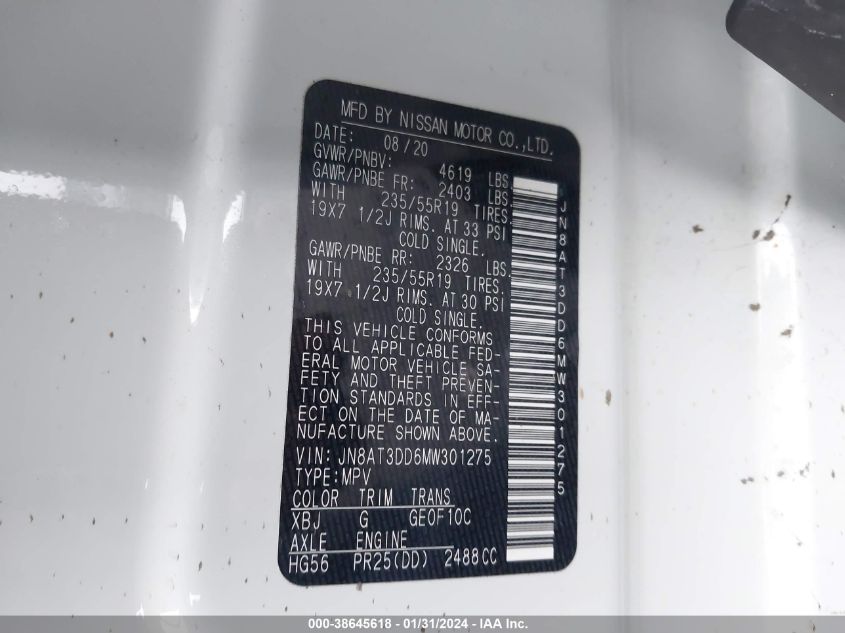 MFD BY NISSAN MOTOR CO.,LTD.
DATE: 08/20
GVWR/PNBV: 4619 LBS.
GAWR/PNBE FR: 2403 LBS.
WITH 235/55R19 TIRES.
19X7 1/2J RIMS. AT 33 PSI
COLD SINGLE.
GAWR/PNBE RR: 2326 LBS.
WITH 235/55R19 TIRES.
19X7 1/2J RIMS. AT 30 PSI
COLD SINGLE.
THIS VEHICLE CONFORMS
TO ALL APPLICABLE FED-
ERAL MOTOR VEHICLE SA-
FETY AND THEFT PREVEN-
TION STANDARDS IN EFF-
ECT ON THE DATE OF MA-
NUFACTURE SHOWN ABOVE.
VIN: JN8AT3DD6MW301275
TYPE:MPV
COLOR TRIM TRANS
XBJ G GE0F10C
AXLE ENGINE
HG56 PR25(DD) 2488CC
JN8AT3DD6MW301275
000-38645618 - 01/31/2024 - IAA Inc.